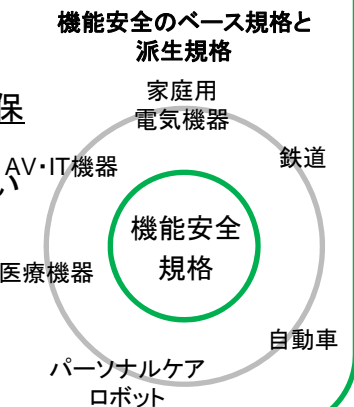 機能安全のベース規格と
派生規格
家庭用
電気機器
保
AV・IT機器
い
鉄道
機能安全
規格
医療機器
自動車
パーソナルケア
ロボット